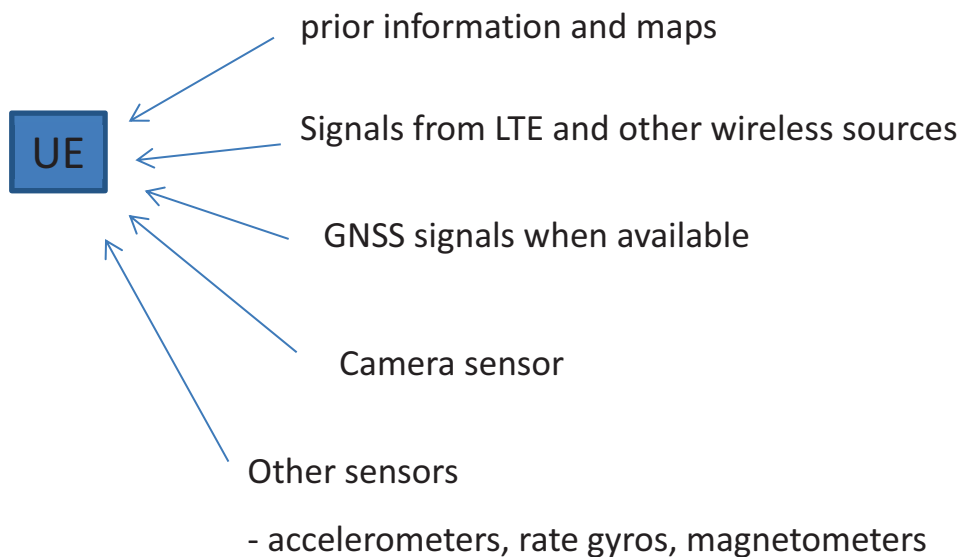 prior information and maps
UE
Signals from LTE and other wireless sources
GNSS signals when available
Camera sensor
Other sensors
- accelerometers, rate gyros, magnetometers